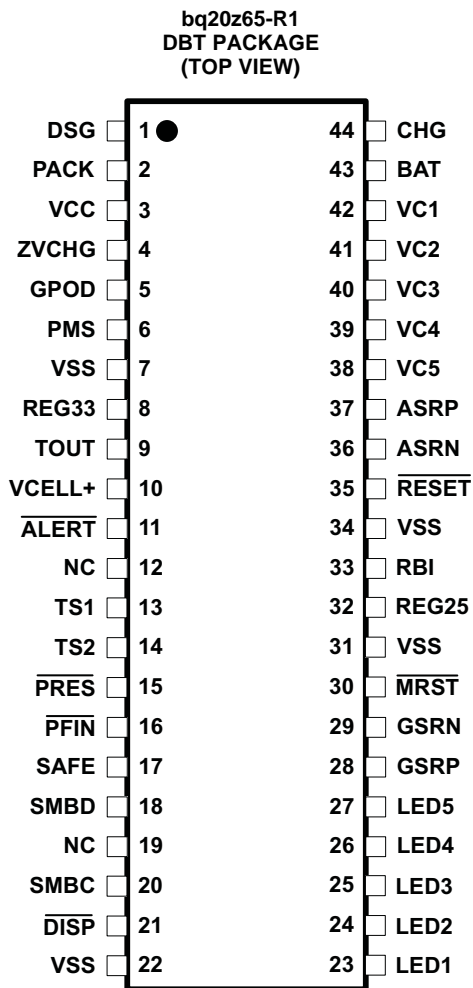 bq20z65-R1
DBT PACKAGE
(TOP VIEW)
DSG 1 44 CHG
PACK 2 43 BAT
VCC 3 42 VC1
ZVCHG 4 41 VC2
GPOD 5 40 VC3
PMS 6 39 VC4
VSS 7 38 VC5
REG33 8 37 ASRP
TOUT 9 36 ASRN
VCELL+ 10 35 RESET
ALERT 11 34 VSS
NC 12 33 RBI
TS1 13 32 REG25
TS2 14 31 VSS
PRES 15 30 MRST
PFIN 16 29 GSRN
SAFE 17 28 GSRP
SMBD 18 27 LED5
NC 19 26 LED4
SMBC 20 25 LED3
DISP 21 24 LED2
VSS 22 23 LED1